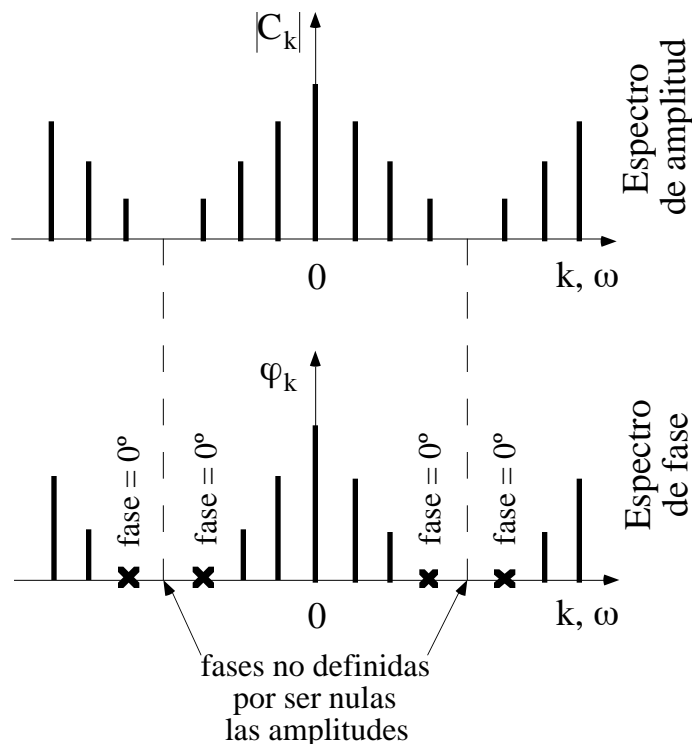 |C_k|
Espectro
de amplitud
0
k, ω
φ_k
fase = 0º
fase = 0º
fase = 0º
fase = 0º
Espectro
de fase
0
k, ω
fases no definidas
por ser nulas
las amplitudes